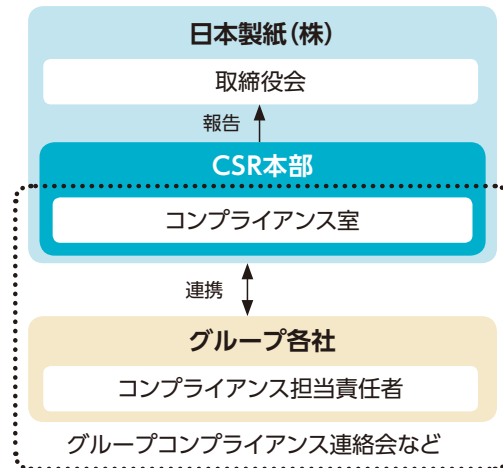 日本製紙(株)
取締役会
報告
CSR本部
コンプライアンス室
連携
グループ各社
コンプライアンス担当責任者
グループコンプライアンス連絡会など